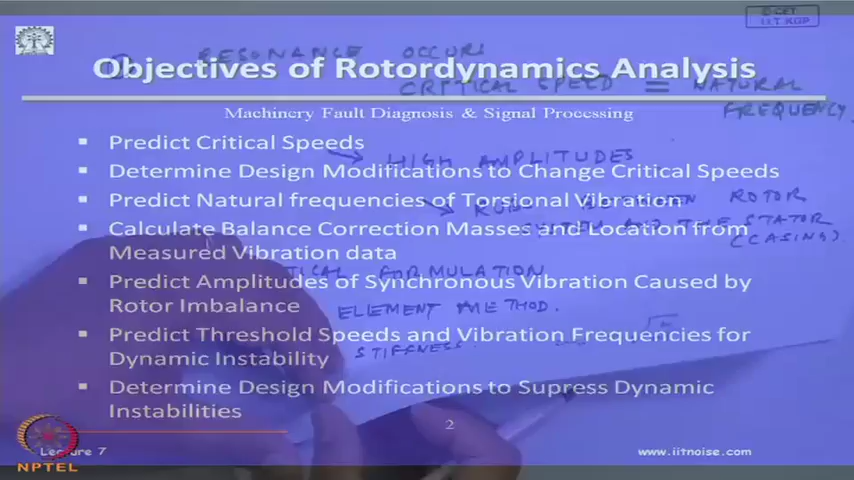 © CET
I.I.T. KGP
RESONANCE OCCURS
Objectives of Rotordynamics Analysis
CRITICAL SPEED = NATURAL
FREQUENCY
Machinery Fault Diagnosis & Signal Processing
Predict Critical Speeds
HIGH AMPLITUDES
Determine Design Modifications to Change Critical Speeds
Predict Natural frequencies of Torsional Vibration
ROTOR
SYSTEM AND THE STATOR
Calculate Balance Correction Masses and Location from
(CASING).
Measured Vibration data
FORMULATION
Predict Amplitudes of Synchronous Vibration Caused by
Rotor Imbalance
ELEMENT METHOD.
Predict Threshold Speeds and Vibration Frequencies for
STIFFNESS
Dynamic Instability
Determine Design Modifications to Supress Dynamic
Instabilities
2
Lecture 7
www.iitnoise.com
NPTEL